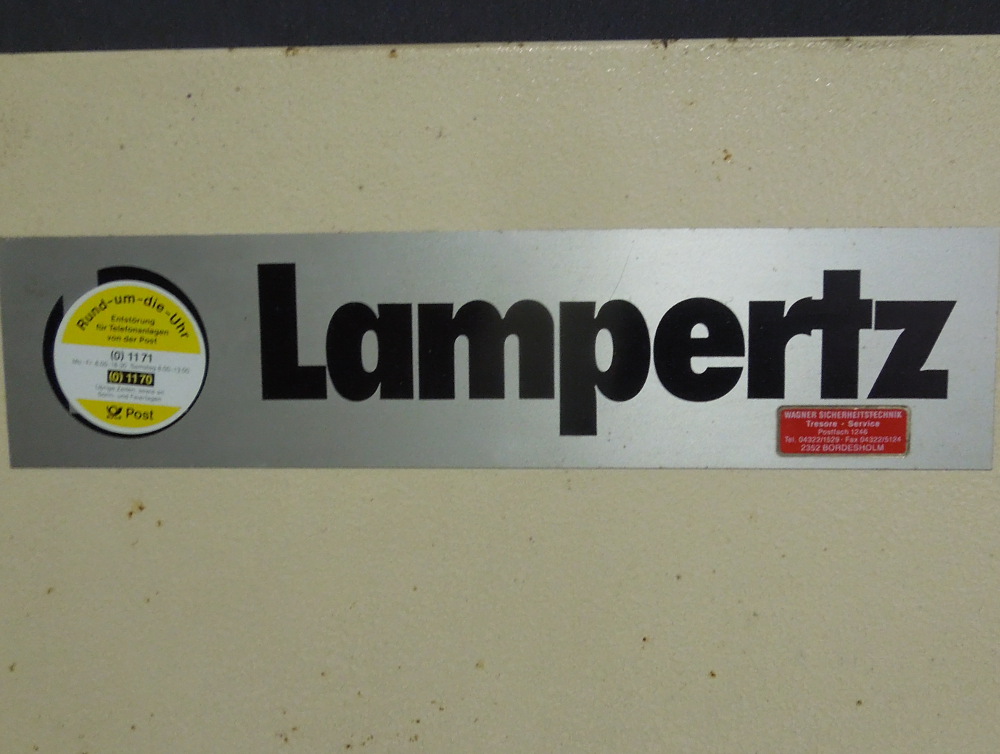 Rund-um-die-Uhr
Entstörung
für Telefonanlagen
von der Post
(0) 11 71
(0) 11 70
Post
Lampertz
WAGNER SICHERHEITSTECHNIK
Tresore - Service
Postfach 1246
Tel. 04322/1529 · Fax 04322/5124
2352 BORDESHOLM